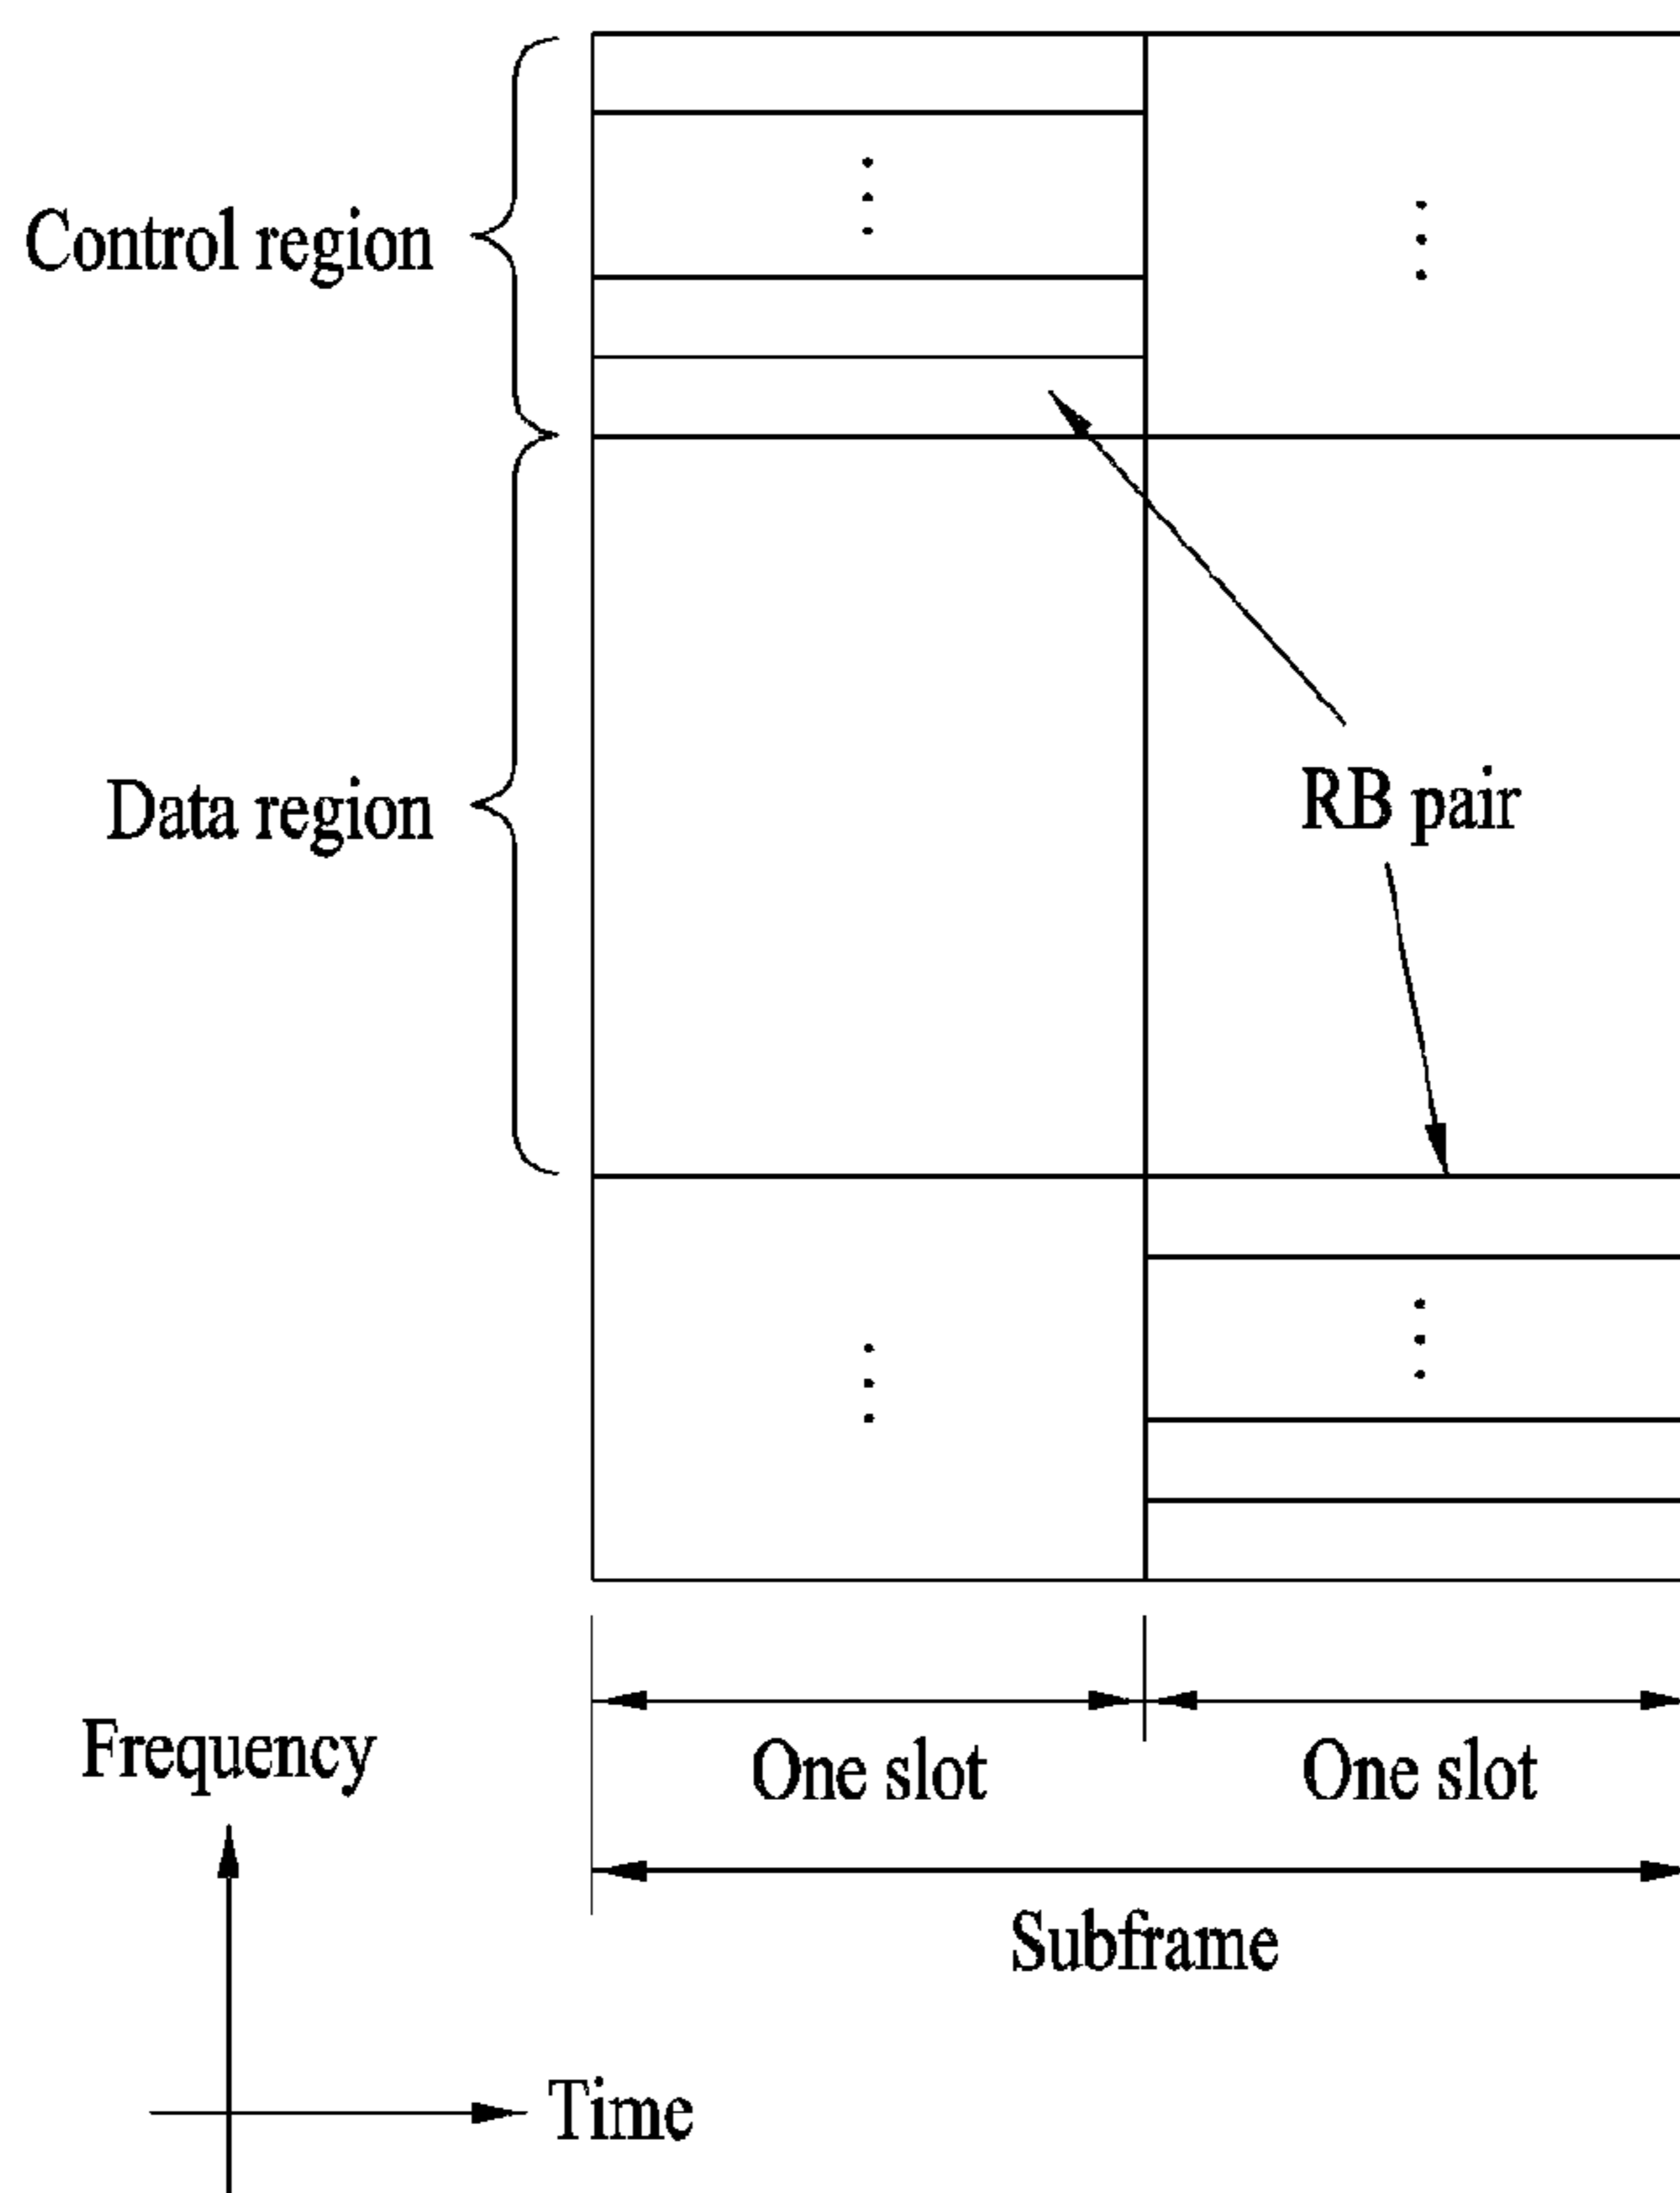 Control region
Data region
RB pair
Frequency
One slot
One slot
Subframe
Time